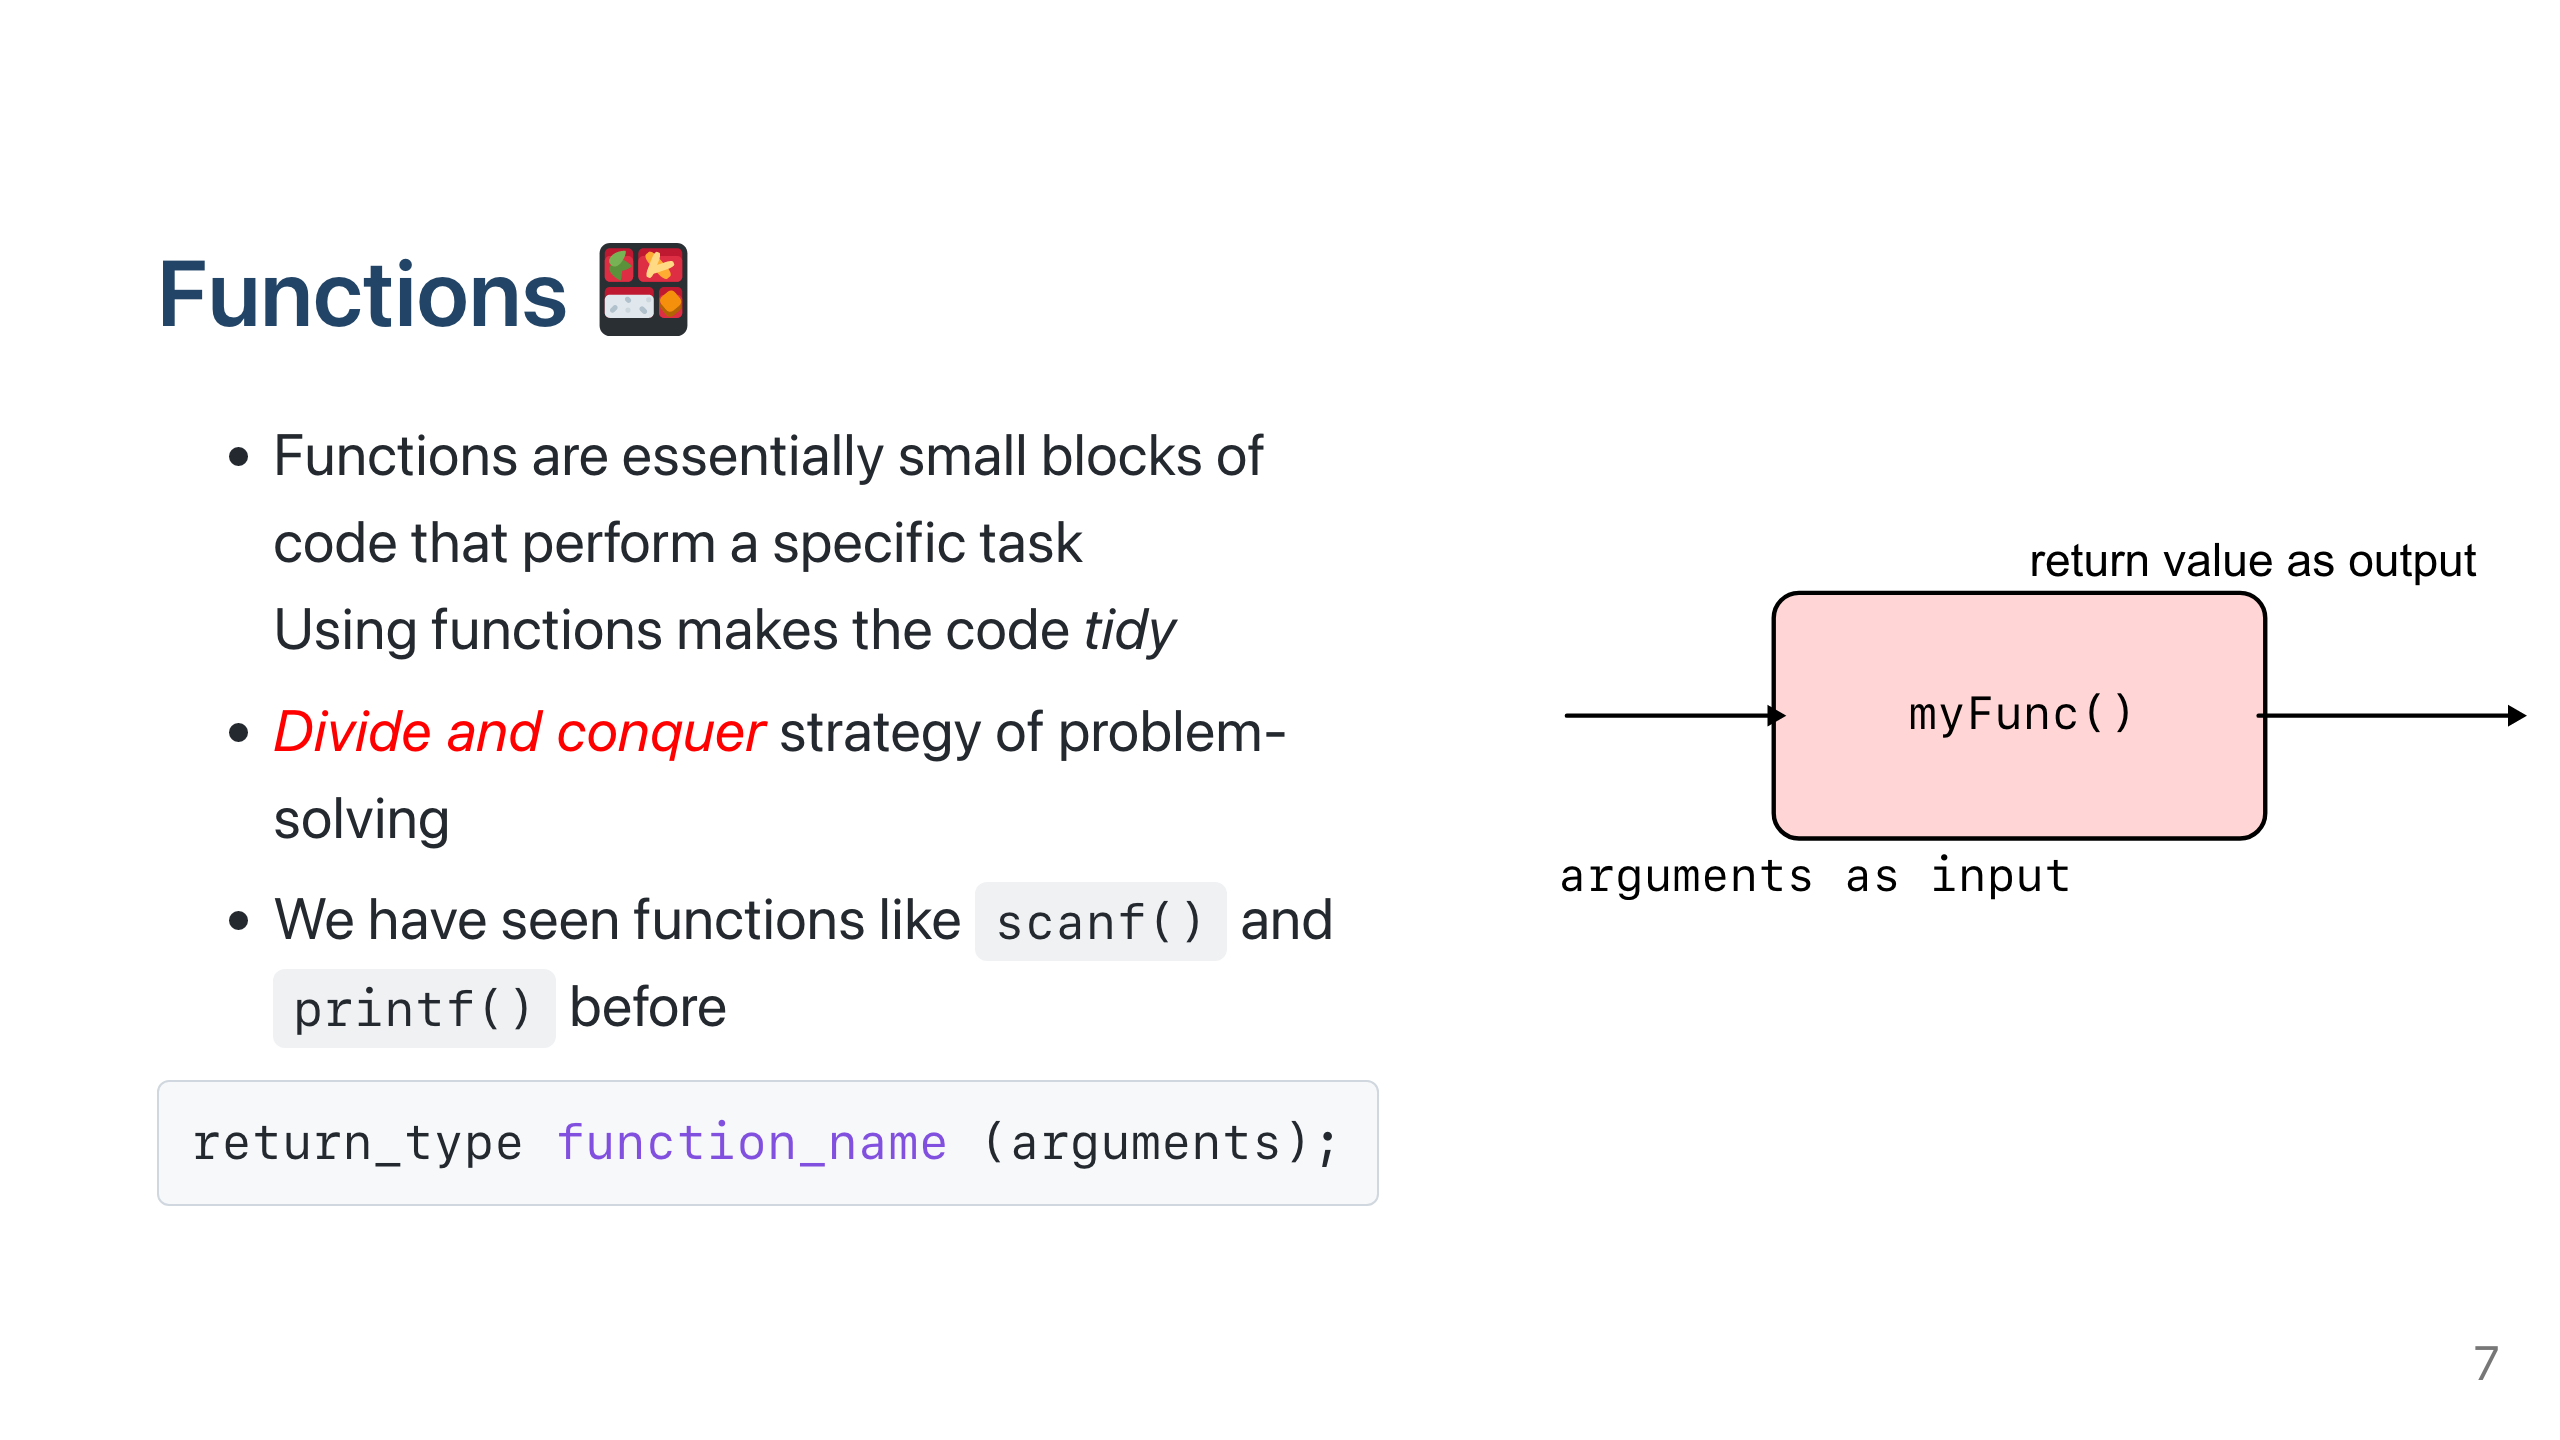 Functions
Functions are essentially small blocks of
code that perform a specific task
Using functions makes the code tidy
Divide and conquer strategy of problem-
solving
We have seen functions like scanf() and
printf() before
return_type function_name (arguments);
return value as output
myFunc()
arguments as input
7